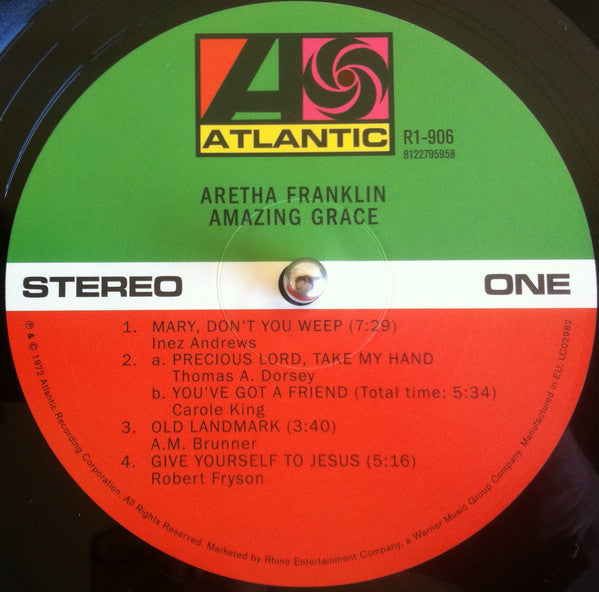 ATLANTIC
R1-906
8122795958
ARETHA FRANKLIN
AMAZING GRACE
STEREO
ONE
1. MARY, DON'T YOU WEEP (7:29)
Inez Andrews
2. a. PRECIOUS LORD, TAKE MY HAND
Thomas A. Dorsey
b. YOU'VE GOT A FRIEND (Total time: 5:34)
Carole King
3. OLD LANDMARK (3:40)
A.M. Brunner
4. GIVE YOURSELF TO JESUS (5:16)
Robert Fryson
℗ & © 1972 Atlantic Recording Corporation. All Rights Reserved. Marketed by Rhino Entertainment Company, a Warner Music Group Company. Manufactured in EU. LC02982